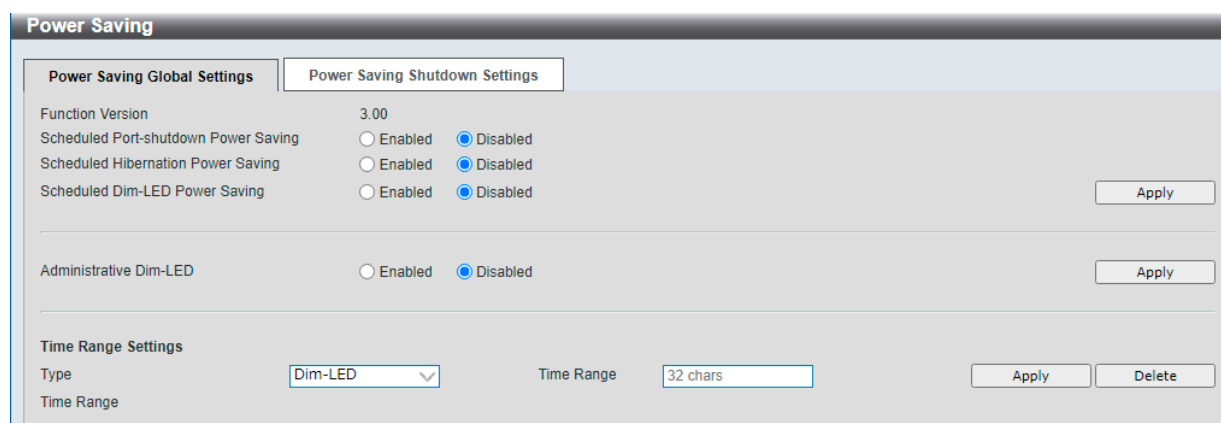 Power Saving
Power Saving Global Settings Power Saving Shutdown Settings
Function Version 3.00
Scheduled Port-shutdown Power Saving Enabled Disabled
Scheduled Hibernation Power Saving Enabled Disabled
Scheduled Dim-LED Power Saving Enabled Disabled Apply
Administrative Dim-LED Enabled Disabled Apply
Time Range Settings
Type Dim-LED Time Range 32 chars Apply Delete
Time Range